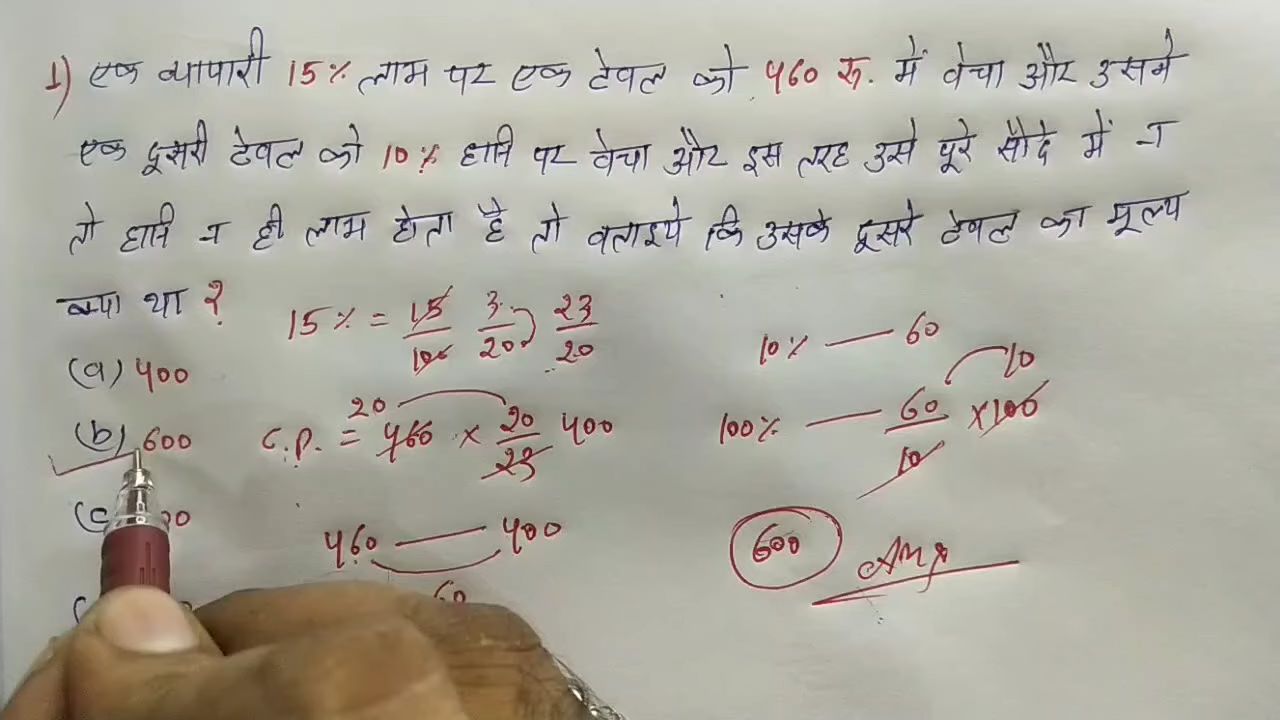 1) एक व्यापारी 15% लाभ पर एक टेबल को 460 रु. में बेचा और उसने
एक दूसरी टेबल को 10% हानि पर बेचा और इस तरह उसे पूरे सौदे में न
तो हानि न ही लाभ होता है तो बताइये कि उसके दूसरे टेबल का मूल्य
क्या था ?
15% = 15/100 3/20 23/20
(a) 400
(b) 600
C.P. = 460 × 20/23 400
20
460 — 400
60
10% — 60
100% — 60/10 × 100
10
600 Ans